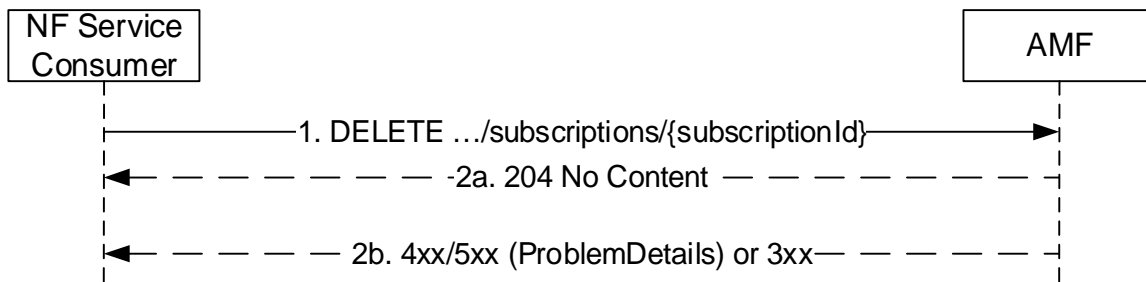 NF Service
Consumer
AMF
1. DELETE …/subscriptions/{subscriptionId}
2a. 204 No Content
2b. 4xx/5xx (ProblemDetails) or 3xx